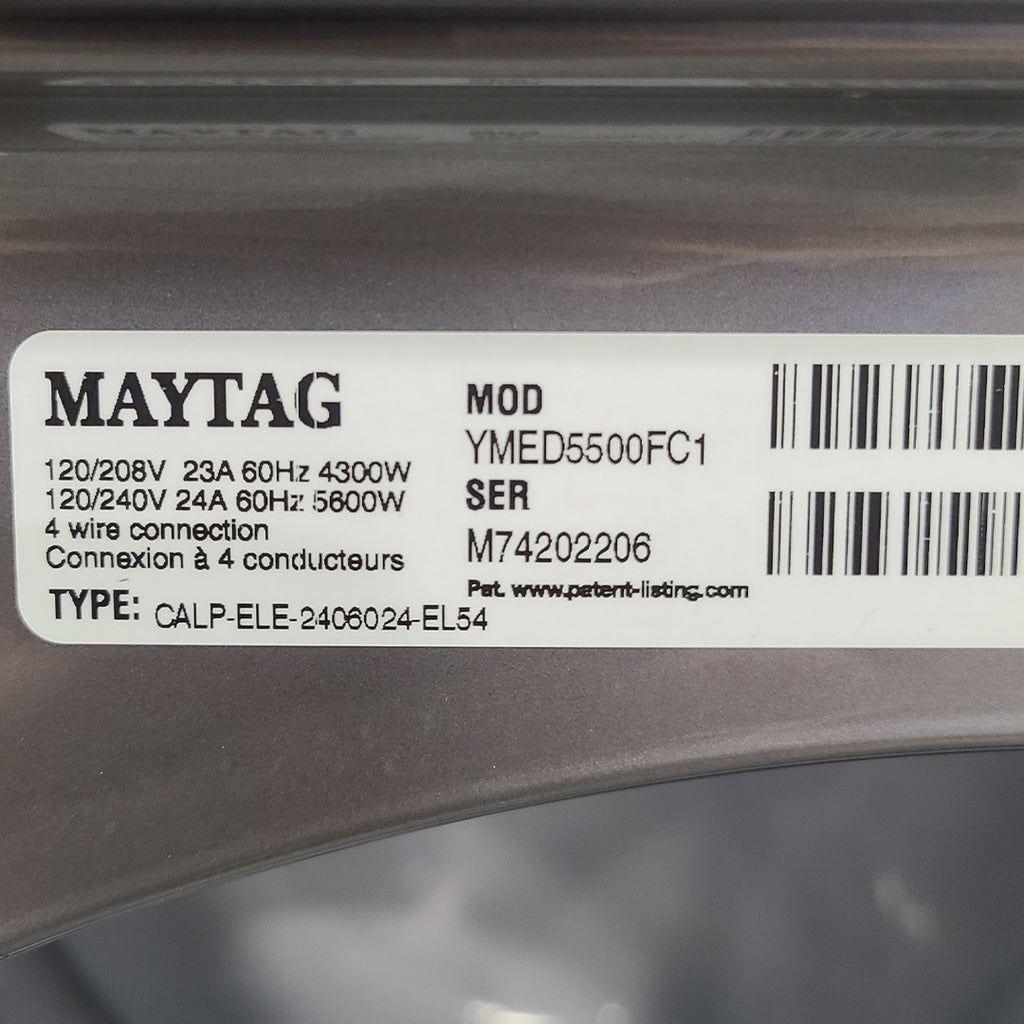 MAYTAG
120/208V 23A 60Hz 4300W
120/240V 24A 60Hz 5600W
4 wire connection
Connexion à 4 conducteurs
TYPE: CALP-ELE-2406024-EL54
MOD
YMED5500FC1
SER
M74202206
Pat. www.patent-listing.com